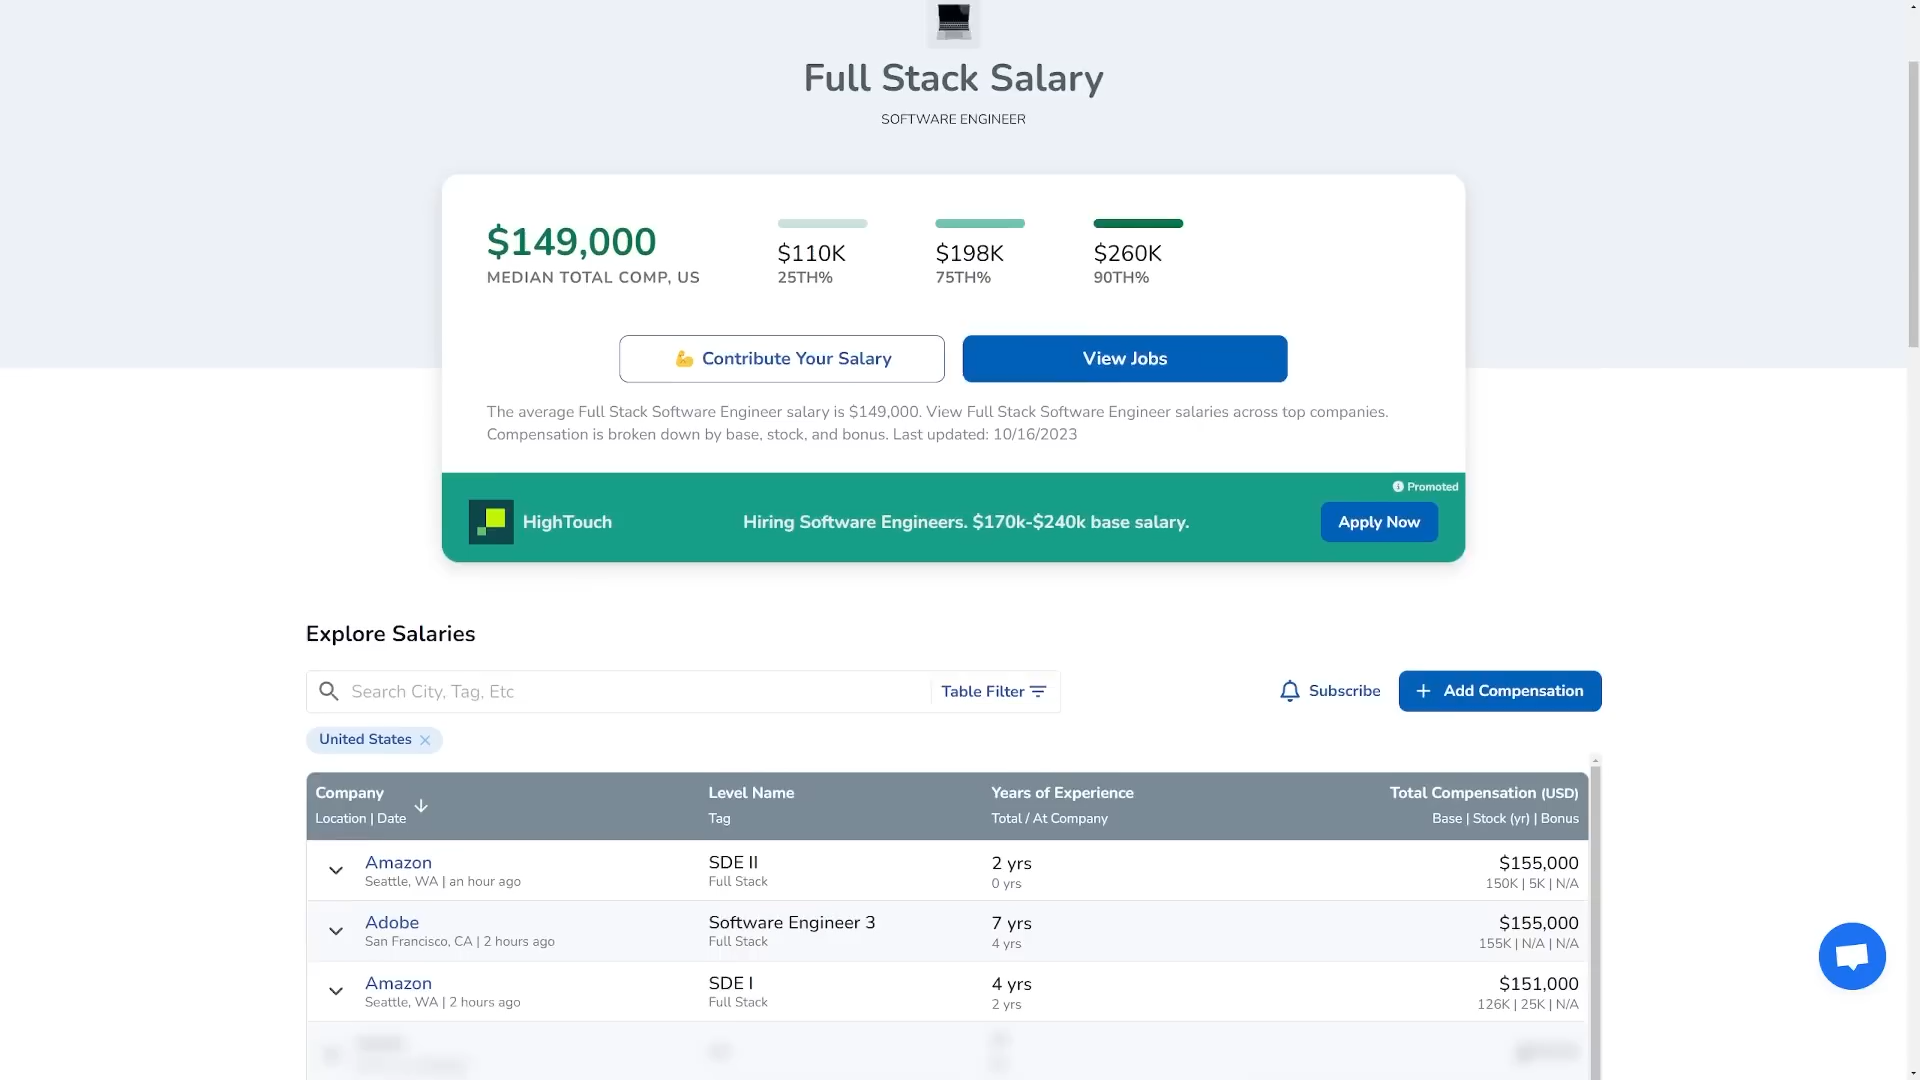 Full Stack Salary
SOFTWARE ENGINEER
$149,000
MEDIAN TOTAL COMP, US
$110K
25TH%
$198K
75TH%
$260K
90TH%
Contribute Your Salary
View Jobs
The average Full Stack Software Engineer salary is $149,000. View Full Stack Software Engineer salaries across top companies.
Compensation is broken down by base, stock, and bonus. Last updated: 10/16/2023
Promoted
HighTouch
Hiring Software Engineers. $170k-$240k base salary.
Apply Now
Explore Salaries
Search City, Tag, Etc
Table Filter
Subscribe
+ Add Compensation
United States
Company
Location | Date
Level Name
Tag
Years of Experience
Total / At Company
Total Compensation (USD)
Base | Stock (yr) | Bonus
Amazon
Seattle, WA | an hour ago
SDE II
Full Stack
2 yrs
0 yrs
$155,000
150K | 5K | N/A
Adobe
San Francisco, CA | 2 hours ago
Software Engineer 3
Full Stack
7 yrs
4 yrs
$155,000
155K | N/A | N/A
Amazon
Seattle, WA | 2 hours ago
SDE I
Full Stack
4 yrs
2 yrs
$151,000
126K | 25K | N/A